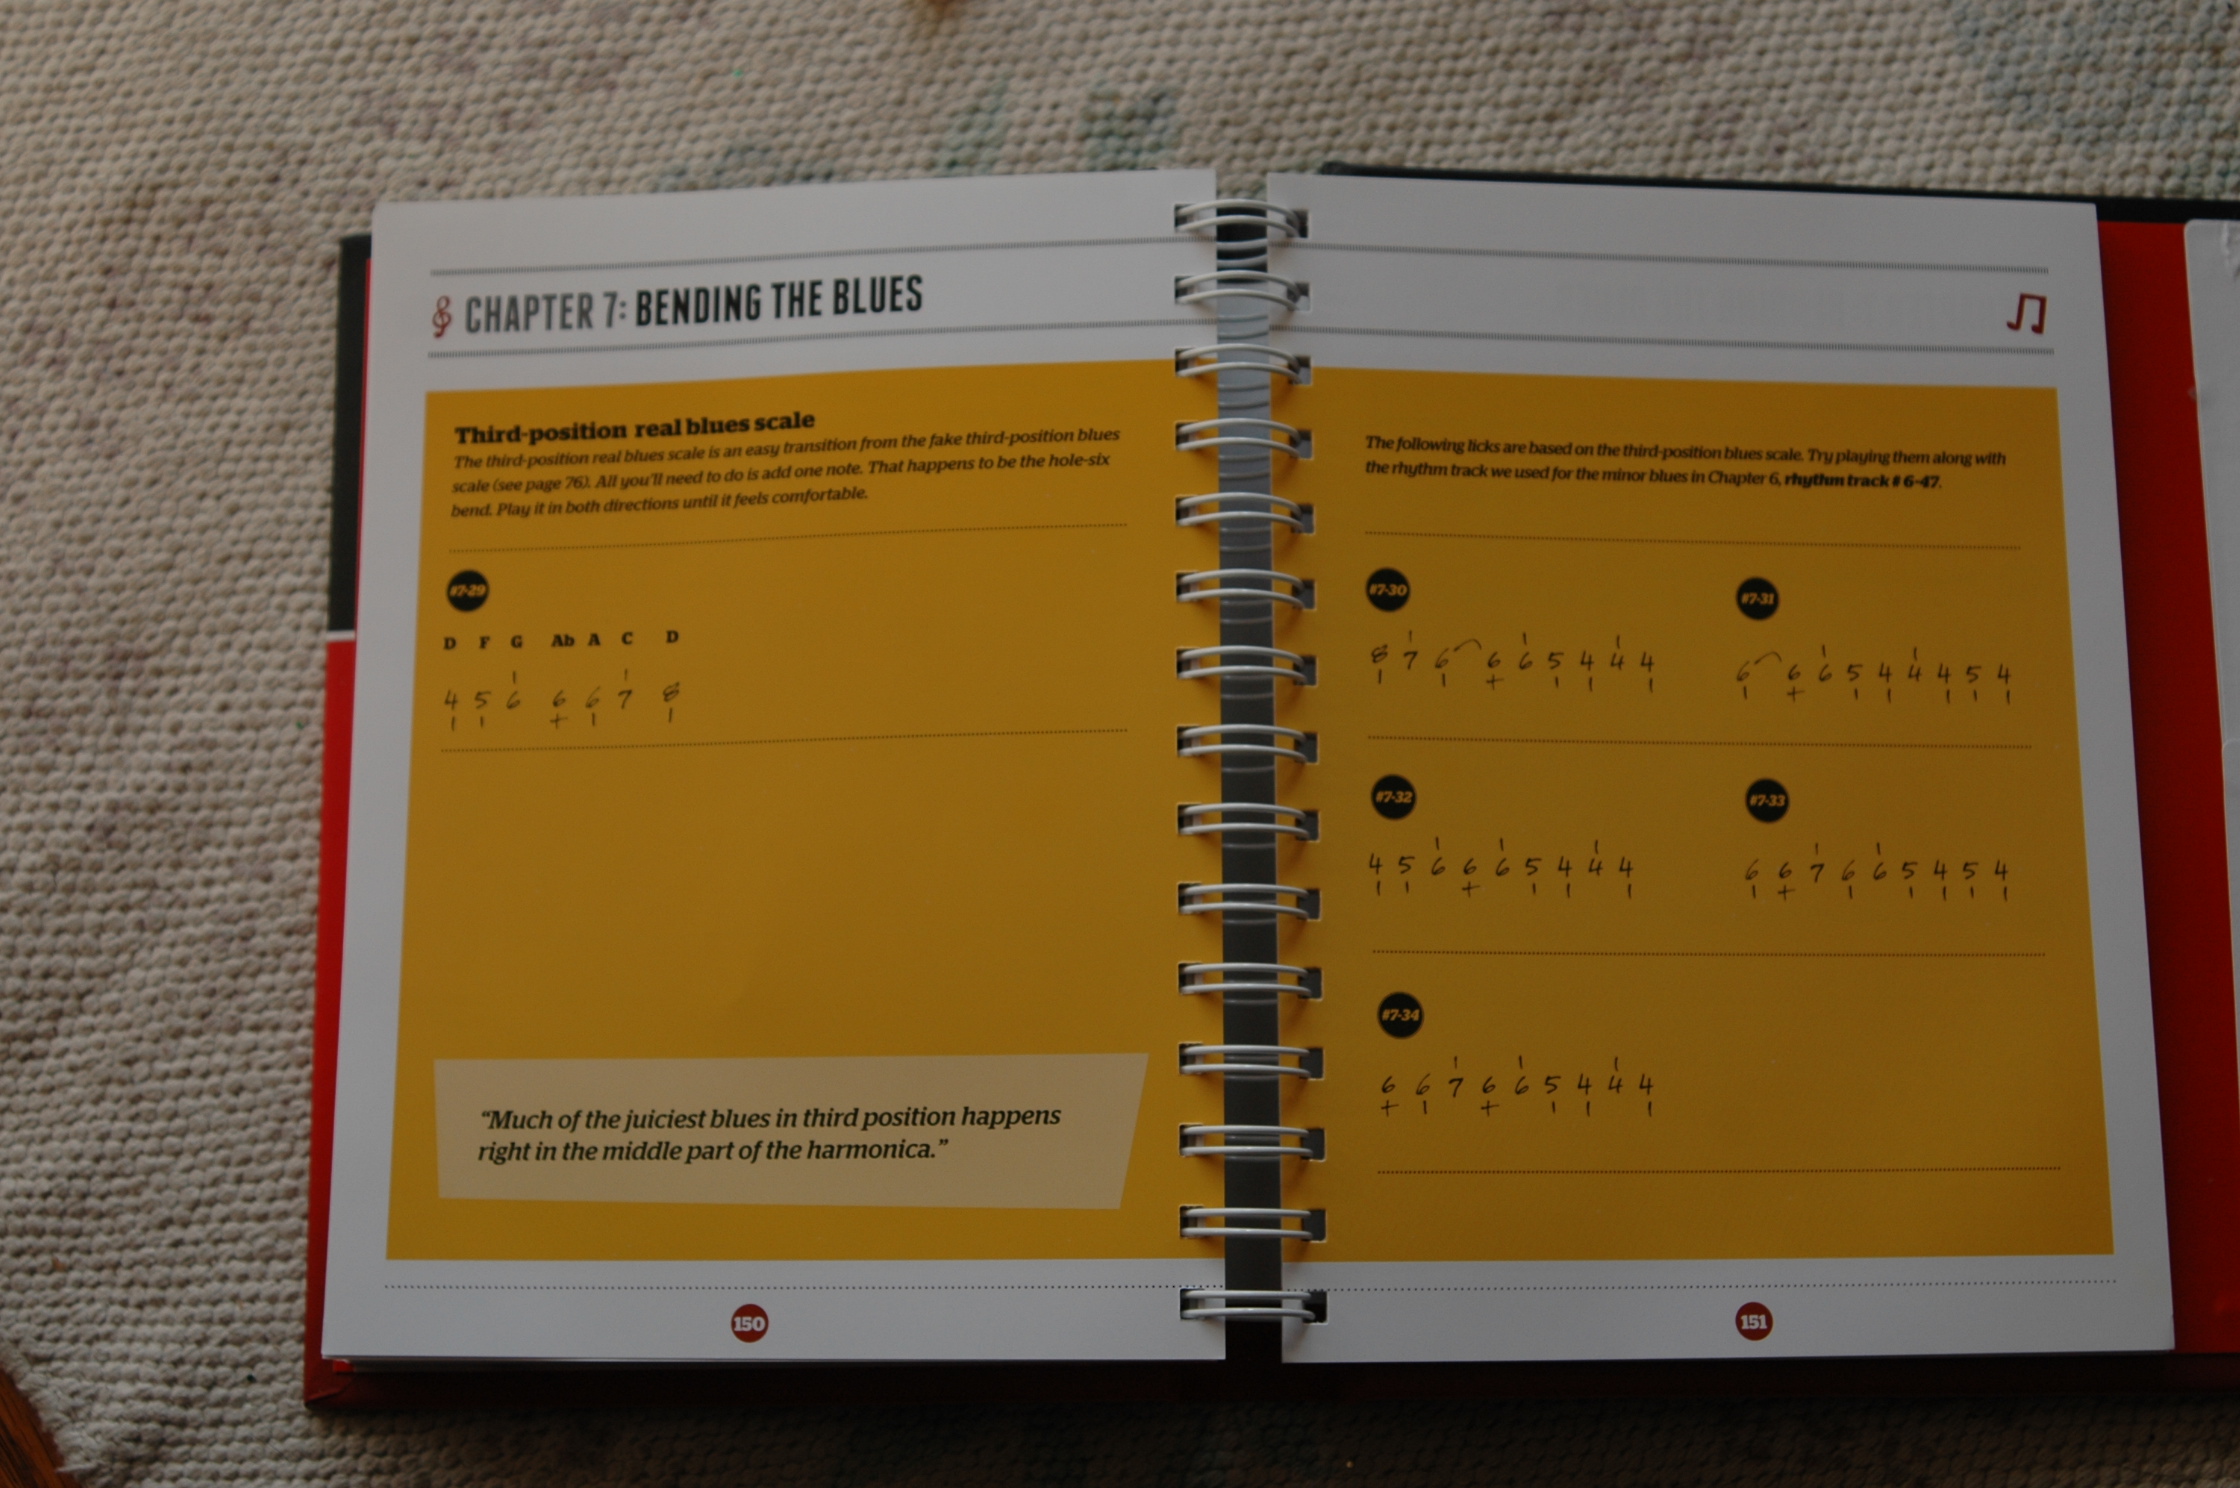 CHAPTER 7: BENDING THE BLUES
Third-position real blues scale
The third-position real blues scale is an easy transition from the fake third-position blues
scale (see page 76). All you'll need to do is add one note. That happens to be the hole-six
bend. Play it in both directions until it feels comfortable.
#7-29
D F G Ab A C D
4 5 6 6 6 7 8
+
“Much of the juiciest blues in third position happens
right in the middle part of the harmonica.”
150
The following licks are based on the third-position blues scale. Try playing them along with
the rhythm track we used for the minor blues in Chapter 6, rhythm track # 6-47.
#7-30
8 7 6 6 6 5 4 4 4
+
#7-31
6 6 6 5 4 4 4 5 4
+
#7-32
4 5 6 6 6 5 4 4 4
+
#7-33
6 6 7 6 6 5 4 5 4
+
#7-34
6 6 7 6 6 5 4 4 4
+ +
151